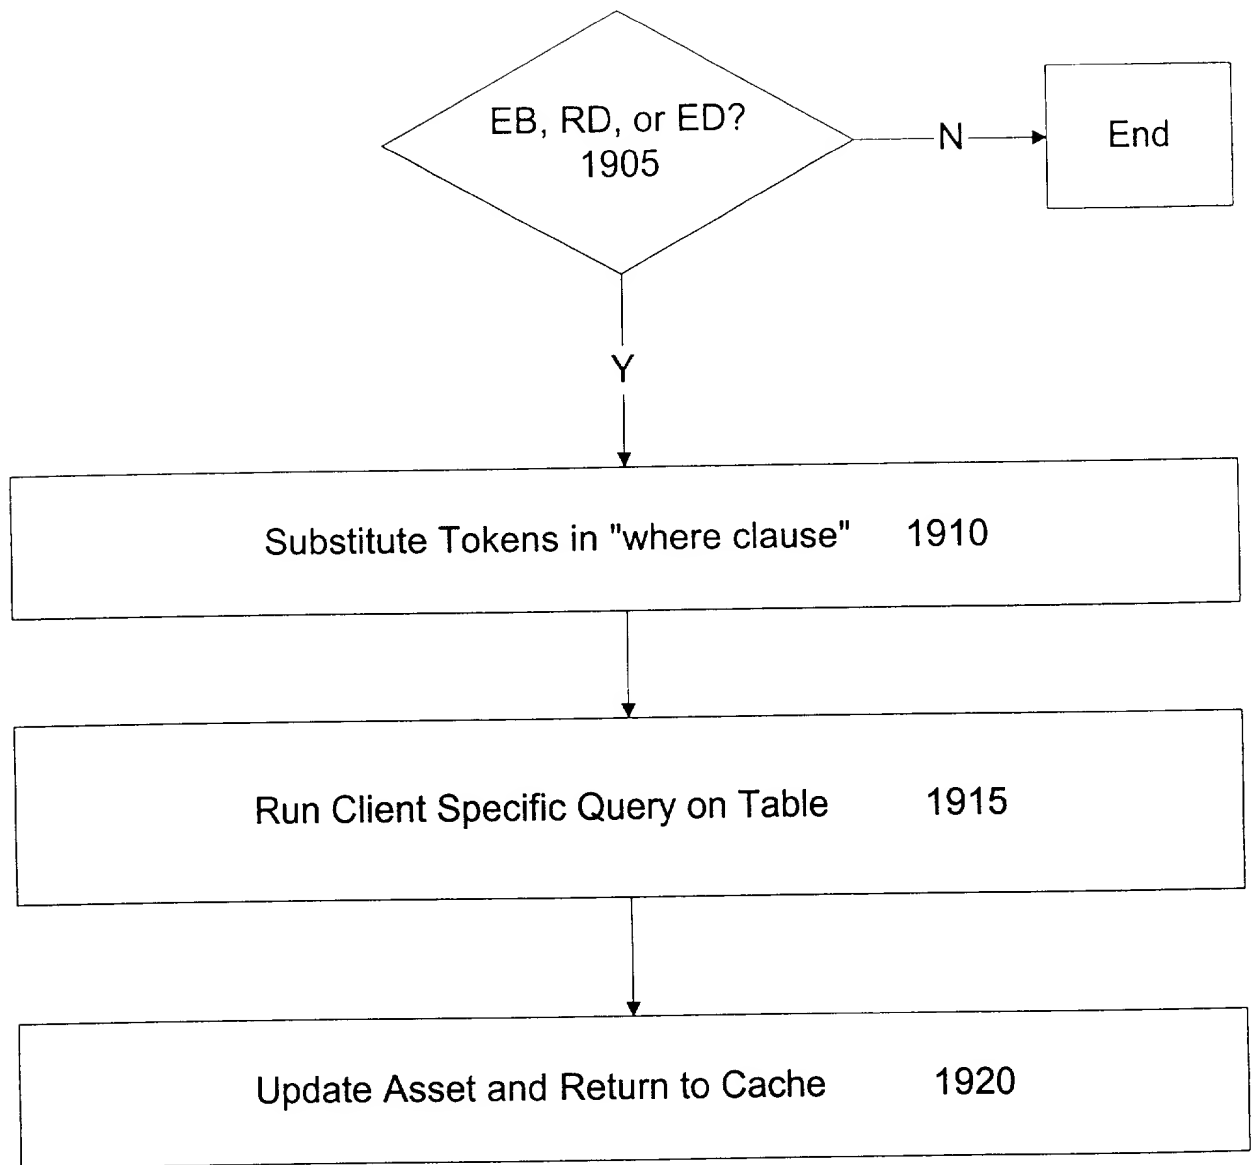 EB, RD, or ED?
1905
N
End
Y
Substitute Tokens in "where clause" 1910
Run Client Specific Query on Table 1915
Update Asset and Return to Cache 1920